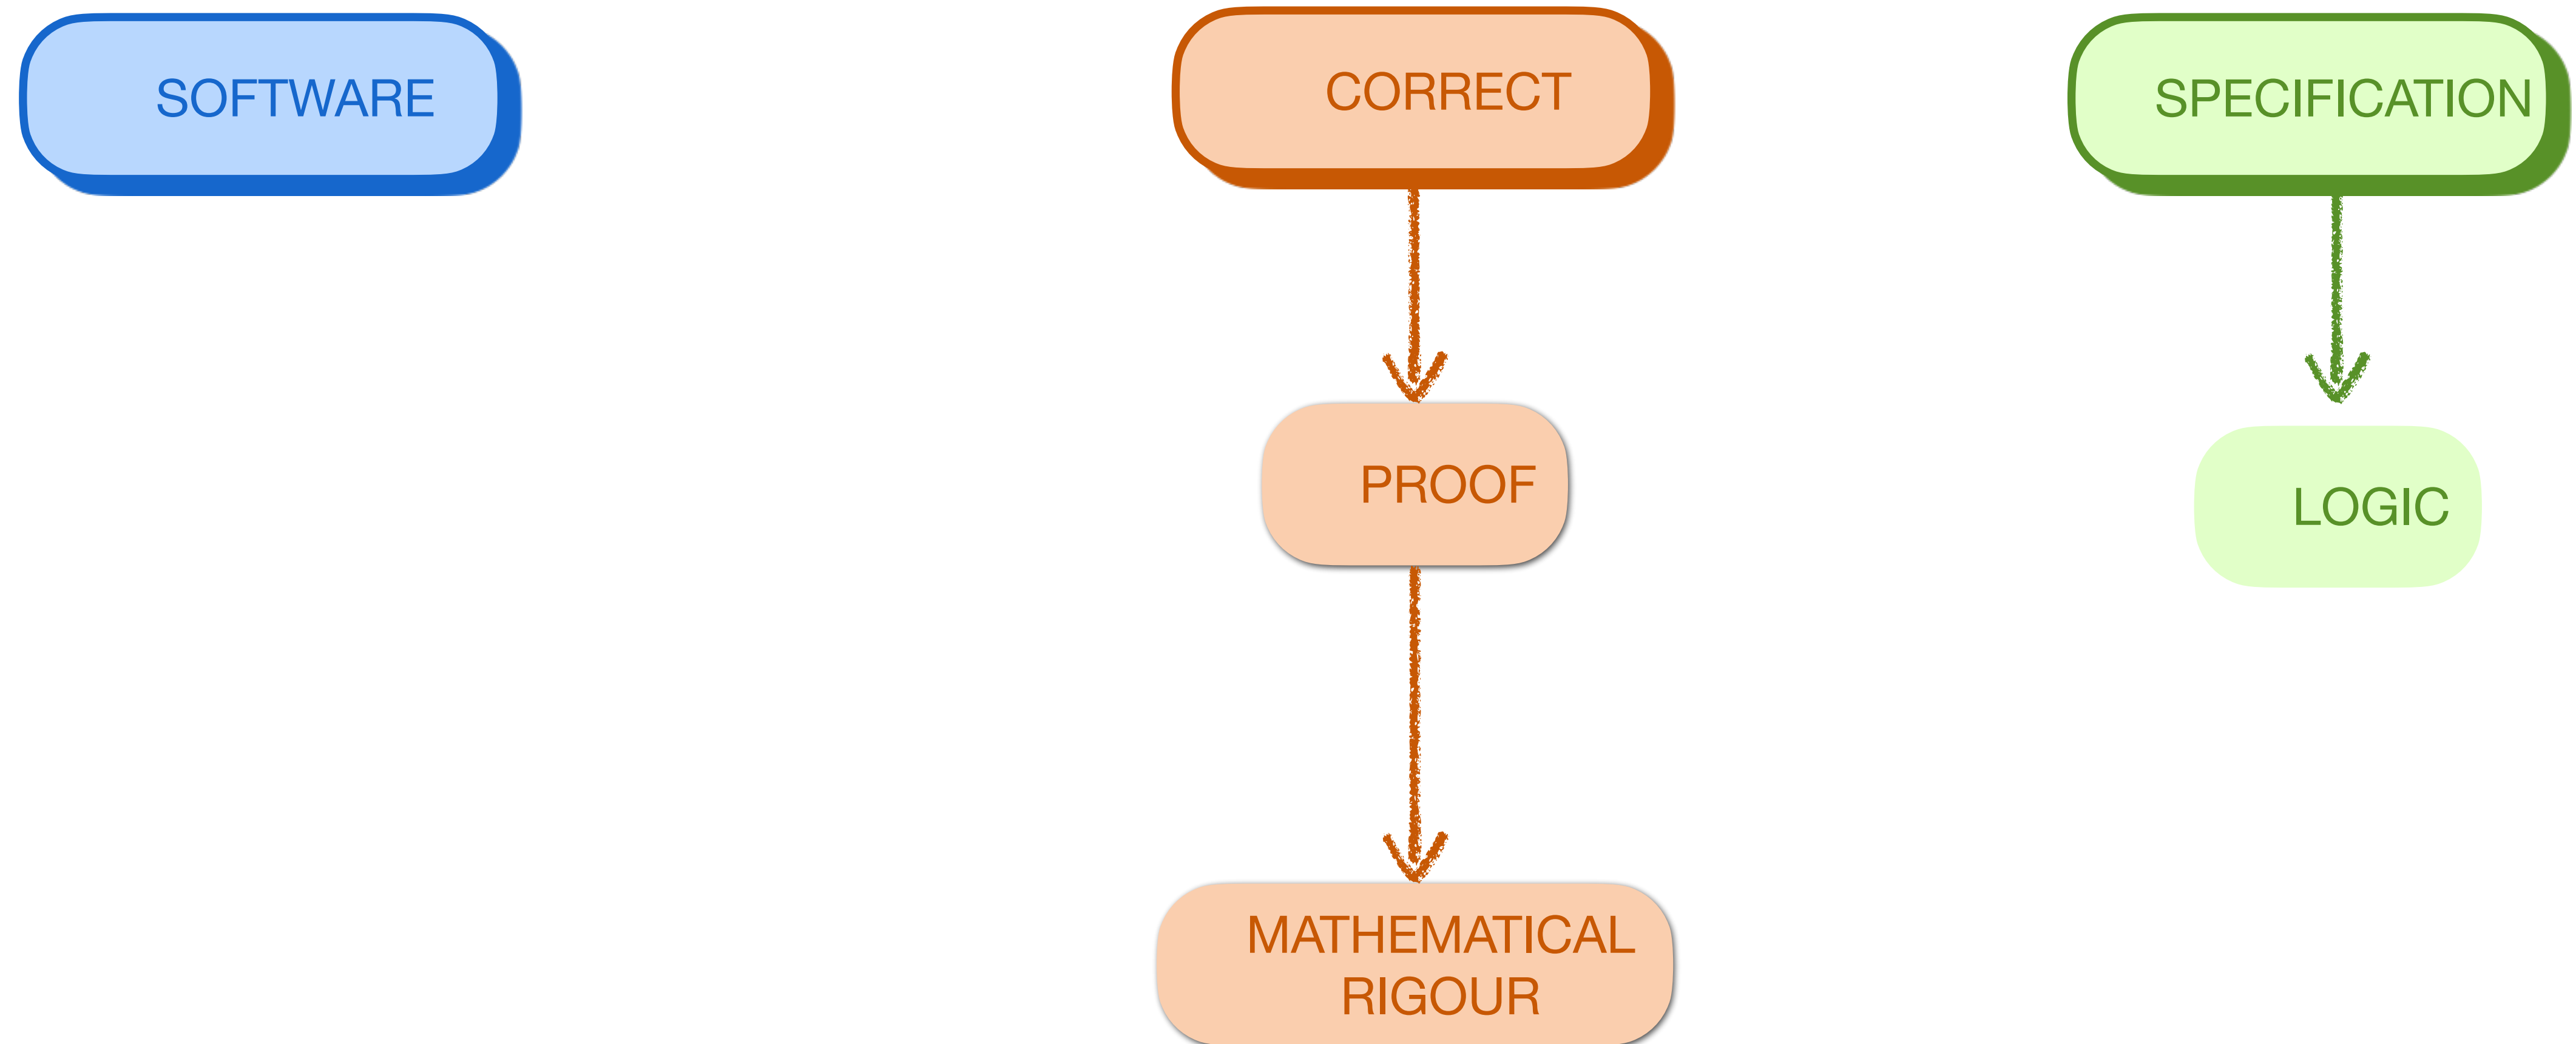 SOFTWARE
CORRECT
SPECIFICATION
PROOF
LOGIC
MATHEMATICAL
RIGOUR